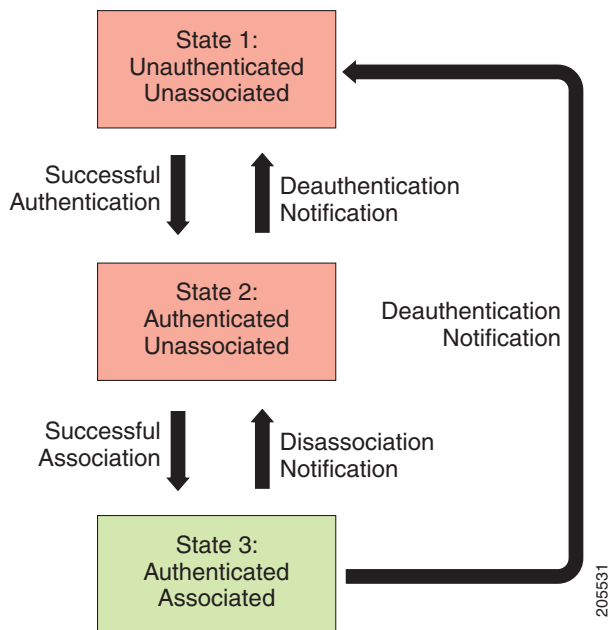 State 1:
Unauthenticated
Unassociated
Successful
Authentication
Deauthentication
Notification
State 2:
Authenticated
Unassociated
Deauthentication
Notification
Successful
Association
Disassociation
Notification
State 3:
Authenticated
Associated
205531